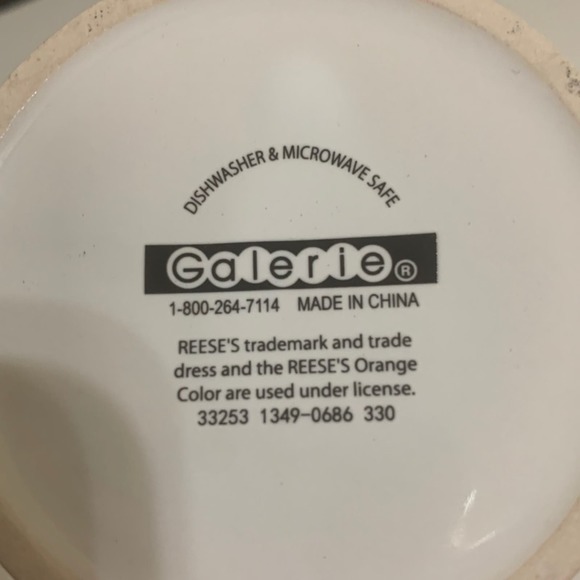 DISHWASHER & MICROWAVE SAFE
Galerie®
1-800-264-7114 MADE IN CHINA
REESE'S trademark and trade
dress and the REESE'S Orange
Color are used under license.
33253 1349-0686 330